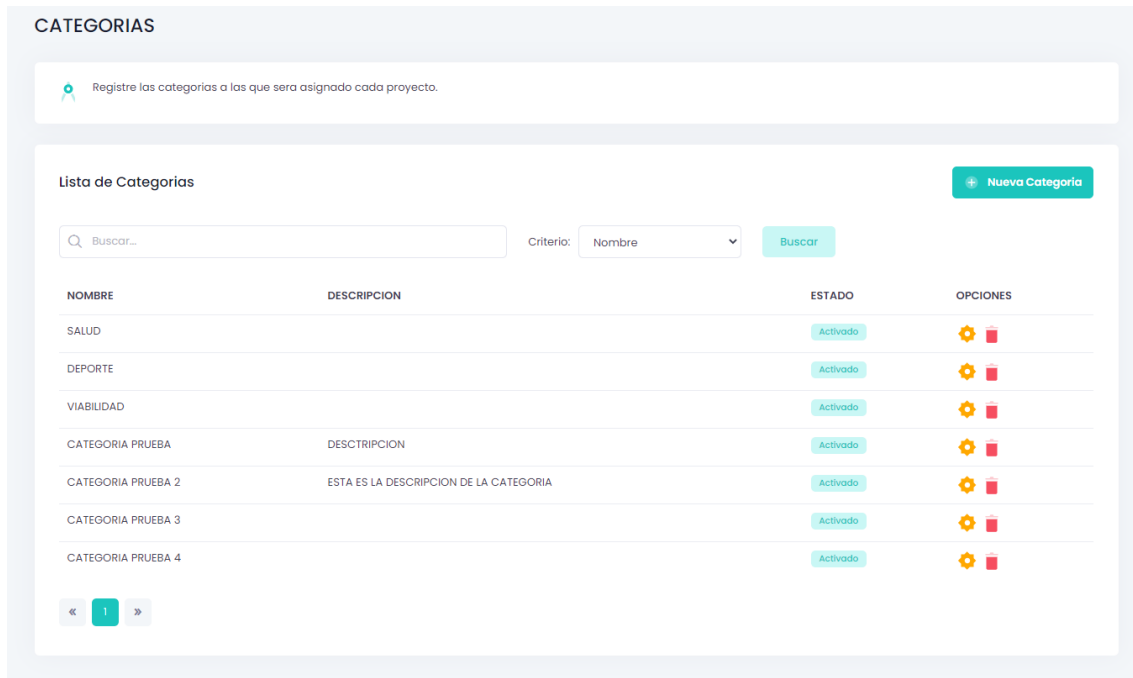 CATEGORIAS
Registre las categorias a las que sera asignado cada proyecto.
Lista de Categorias
Nueva Categoria
Buscar...
Criterio:
Nombre
Buscar
NOMBRE DESCRIPCION ESTADO OPCIONES
SALUD Activado
DEPORTE Activado
VIABILIDAD Activado
CATEGORIA PRUEBA DESCTRIPCION Activado
CATEGORIA PRUEBA 2 ESTA ES LA DESCRIPCION DE LA CATEGORIA Activado
CATEGORIA PRUEBA 3 Activado
CATEGORIA PRUEBA 4 Activado
« 1 »